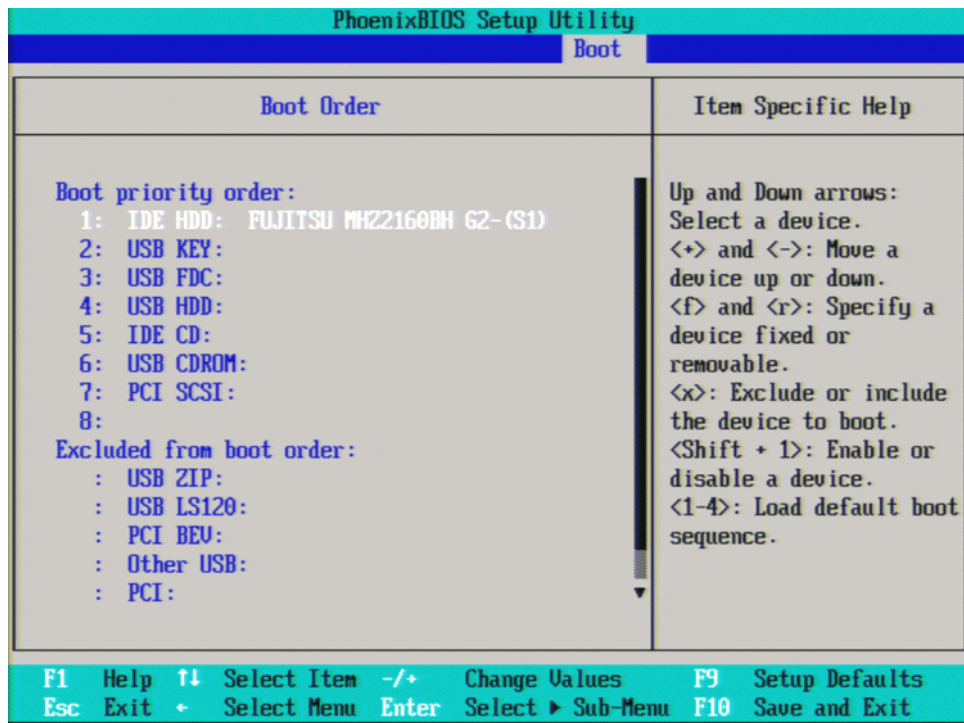 PhoenixBIOS Setup Utility
Boot
Boot Order
Boot priority order:
1: IDE HDD: FUJITSU MHZ2160BH G2-(S1)
2: USB KEY:
3: USB FDC:
4: USB HDD:
5: IDE CD:
6: USB CDROM:
7: PCI SCSI:
8:
Excluded from boot order:
: USB ZIP:
: USB LS120:
: PCI BEV:
: Other USB:
: PCI:
Item Specific Help
Up and Down arrows:
Select a device.
<+> and <->: Move a
device up or down.
<f> and <r>: Specify a
device fixed or
removable.
<x>: Exclude or include
the device to boot.
<Shift + 1>: Enable or
disable a device.
<1-4>: Load default boot
sequence.
F1 Help ↑↓ Select Item -/+ Change Values F9 Setup Defaults
Esc Exit ← Select Menu Enter Select ▶ Sub-Menu F10 Save and Exit